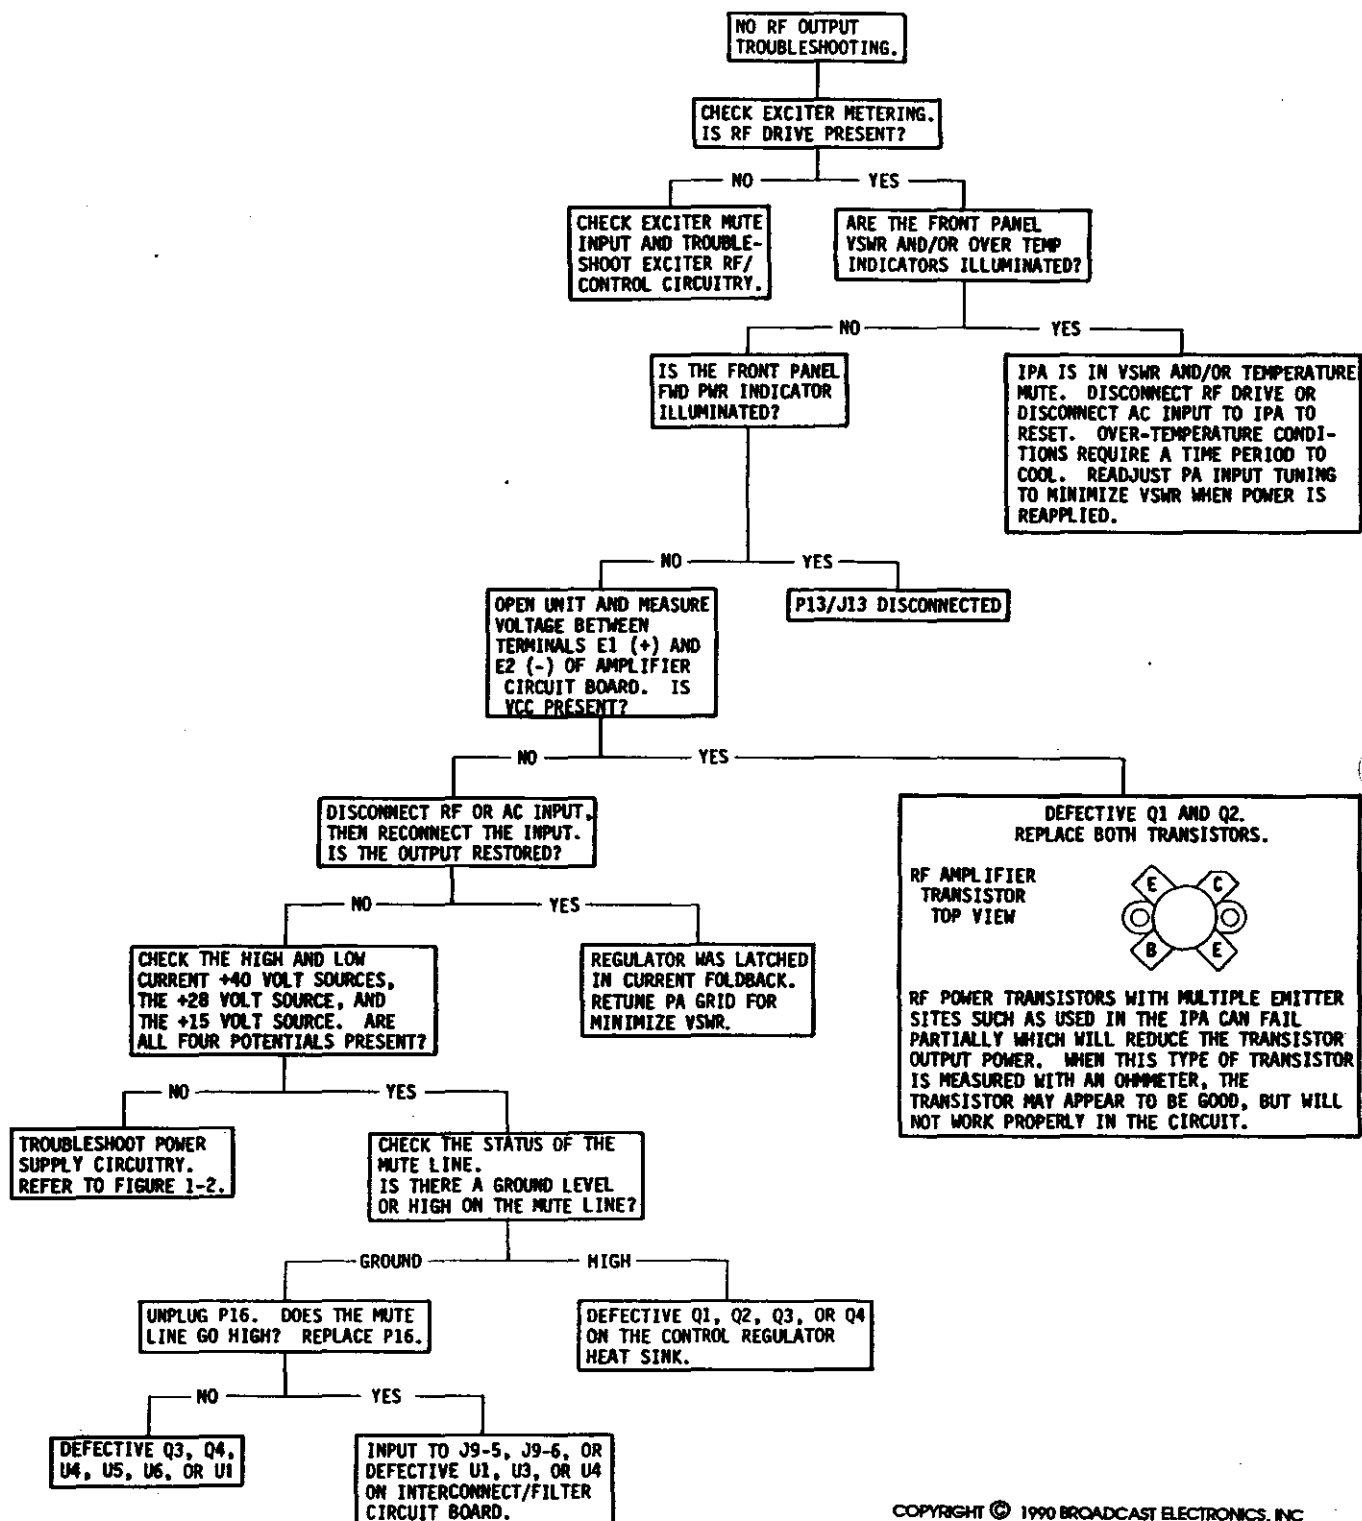 NO RF OUTPUT
TROUBLESHOOTING.
CHECK EXCITER METERING.
IS RF DRIVE PRESENT?
NO
YES
CHECK EXCITER MUTE
INPUT AND TROUBLE-
SHOOT EXCITER RF/
CONTROL CIRCUITRY.
ARE THE FRONT PANEL
VSWR AND/OR OVER TEMP
INDICATORS ILLUMINATED?
NO
YES
IS THE FRONT PANEL
FWD PWR INDICATOR
ILLUMINATED?
IPA IS IN VSWR AND/OR TEMPERATURE
MUTE. DISCONNECT RF DRIVE OR
DISCONNECT AC INPUT TO IPA TO
RESET. OVER-TEMPERATURE CONDI-
TIONS REQUIRE A TIME PERIOD TO
COOL. READJUST PA INPUT TUNING
TO MINIMIZE VSWR WHEN POWER IS
REAPPLIED.
NO
YES
OPEN UNIT AND MEASURE
VOLTAGE BETWEEN
TERMINALS E1 (+) AND
E2 (-) OF AMPLIFIER
CIRCUIT BOARD. IS
VCC PRESENT?
P13/J13 DISCONNECTED
NO
YES
DISCONNECT RF OR AC INPUT,
THEN RECONNECT THE INPUT.
IS THE OUTPUT RESTORED?
DEFECTIVE Q1 AND Q2.
REPLACE BOTH TRANSISTORS.
RF AMPLIFIER
TRANSISTOR
TOP VIEW
E
C
B
E
RF POWER TRANSISTORS WITH MULTIPLE EMITTER
SITES SUCH AS USED IN THE IPA CAN FAIL
PARTIALLY WHICH WILL REDUCE THE TRANSISTOR
OUTPUT POWER. WHEN THIS TYPE OF TRANSISTOR
IS MEASURED WITH AN OHMMETER, THE
TRANSISTOR MAY APPEAR TO BE GOOD, BUT WILL
NOT WORK PROPERLY IN THE CIRCUIT.
NO
YES
CHECK THE HIGH AND LOW
CURRENT +40 VOLT SOURCES,
THE +28 VOLT SOURCE, AND
THE +15 VOLT SOURCE. ARE
ALL FOUR POTENTIALS PRESENT?
REGULATOR WAS LATCHED
IN CURRENT FOLDBACK.
RETUNE PA GRID FOR
MINIMIZE VSWR.
NO
YES
TROUBLESHOOT POWER
SUPPLY CIRCUITRY.
REFER TO FIGURE 1-2.
CHECK THE STATUS OF THE
MUTE LINE.
IS THERE A GROUND LEVEL
OR HIGH ON THE MUTE LINE?
GROUND
HIGH
UNPLUG P16. DOES THE MUTE
LINE GO HIGH? REPLACE P16.
DEFECTIVE Q1, Q2, Q3, OR Q4
ON THE CONTROL REGULATOR
HEAT SINK.
NO
YES
DEFECTIVE Q3, Q4,
U4, U5, U6, OR U1
INPUT TO J9-5, J9-6, OR
DEFECTIVE U1, U3, OR U4
ON INTERCONNECT/FILTER
CIRCUIT BOARD.
COPYRIGHT © 1990 BROADCAST ELECTRONICS, INC